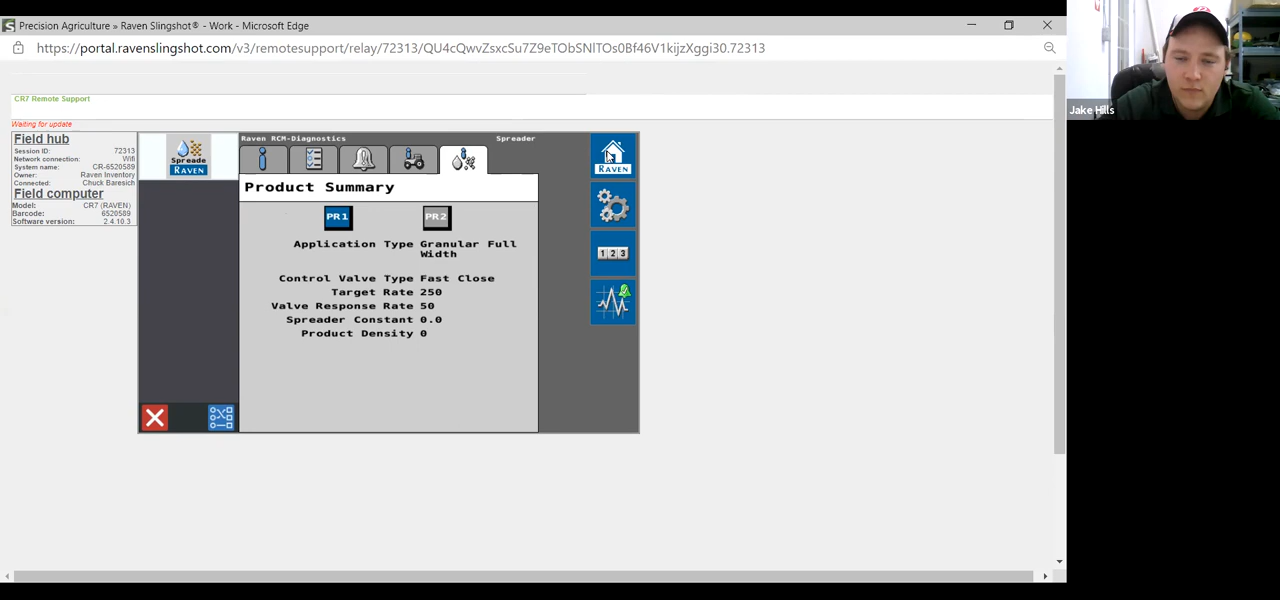 Precision Agriculture » Raven Slingshot® - Work - Microsoft Edge
https://portal.ravenslingshot.com/v3/remotesupport/relay/72313/QU4cQwvZsxcSu7Z9eTObSNlTOs0Bf46V1kijzXggi30.72313
Jake Hills
CR7 Remote Support
Waiting for update
Field hub
Session ID: 72313
Network connection: Wifi
System name: CR-6520589
Owner: Raven Inventory
Connected: Chuck Baresich
Field computer
Model: CR7 (RAVEN)
Barcode: 6520589
Software version: 2.4.10.3
Spreade
RAVEN
Raven RCM-Diagnostics Spreader
Product Summary
PR1 PR2
Application Type Granular Full
Width
Control Valve Type Fast Close
Target Rate 250
Valve Response Rate 50
Spreader Constant 0.0
Product Density 0
RAVEN
1 2 3